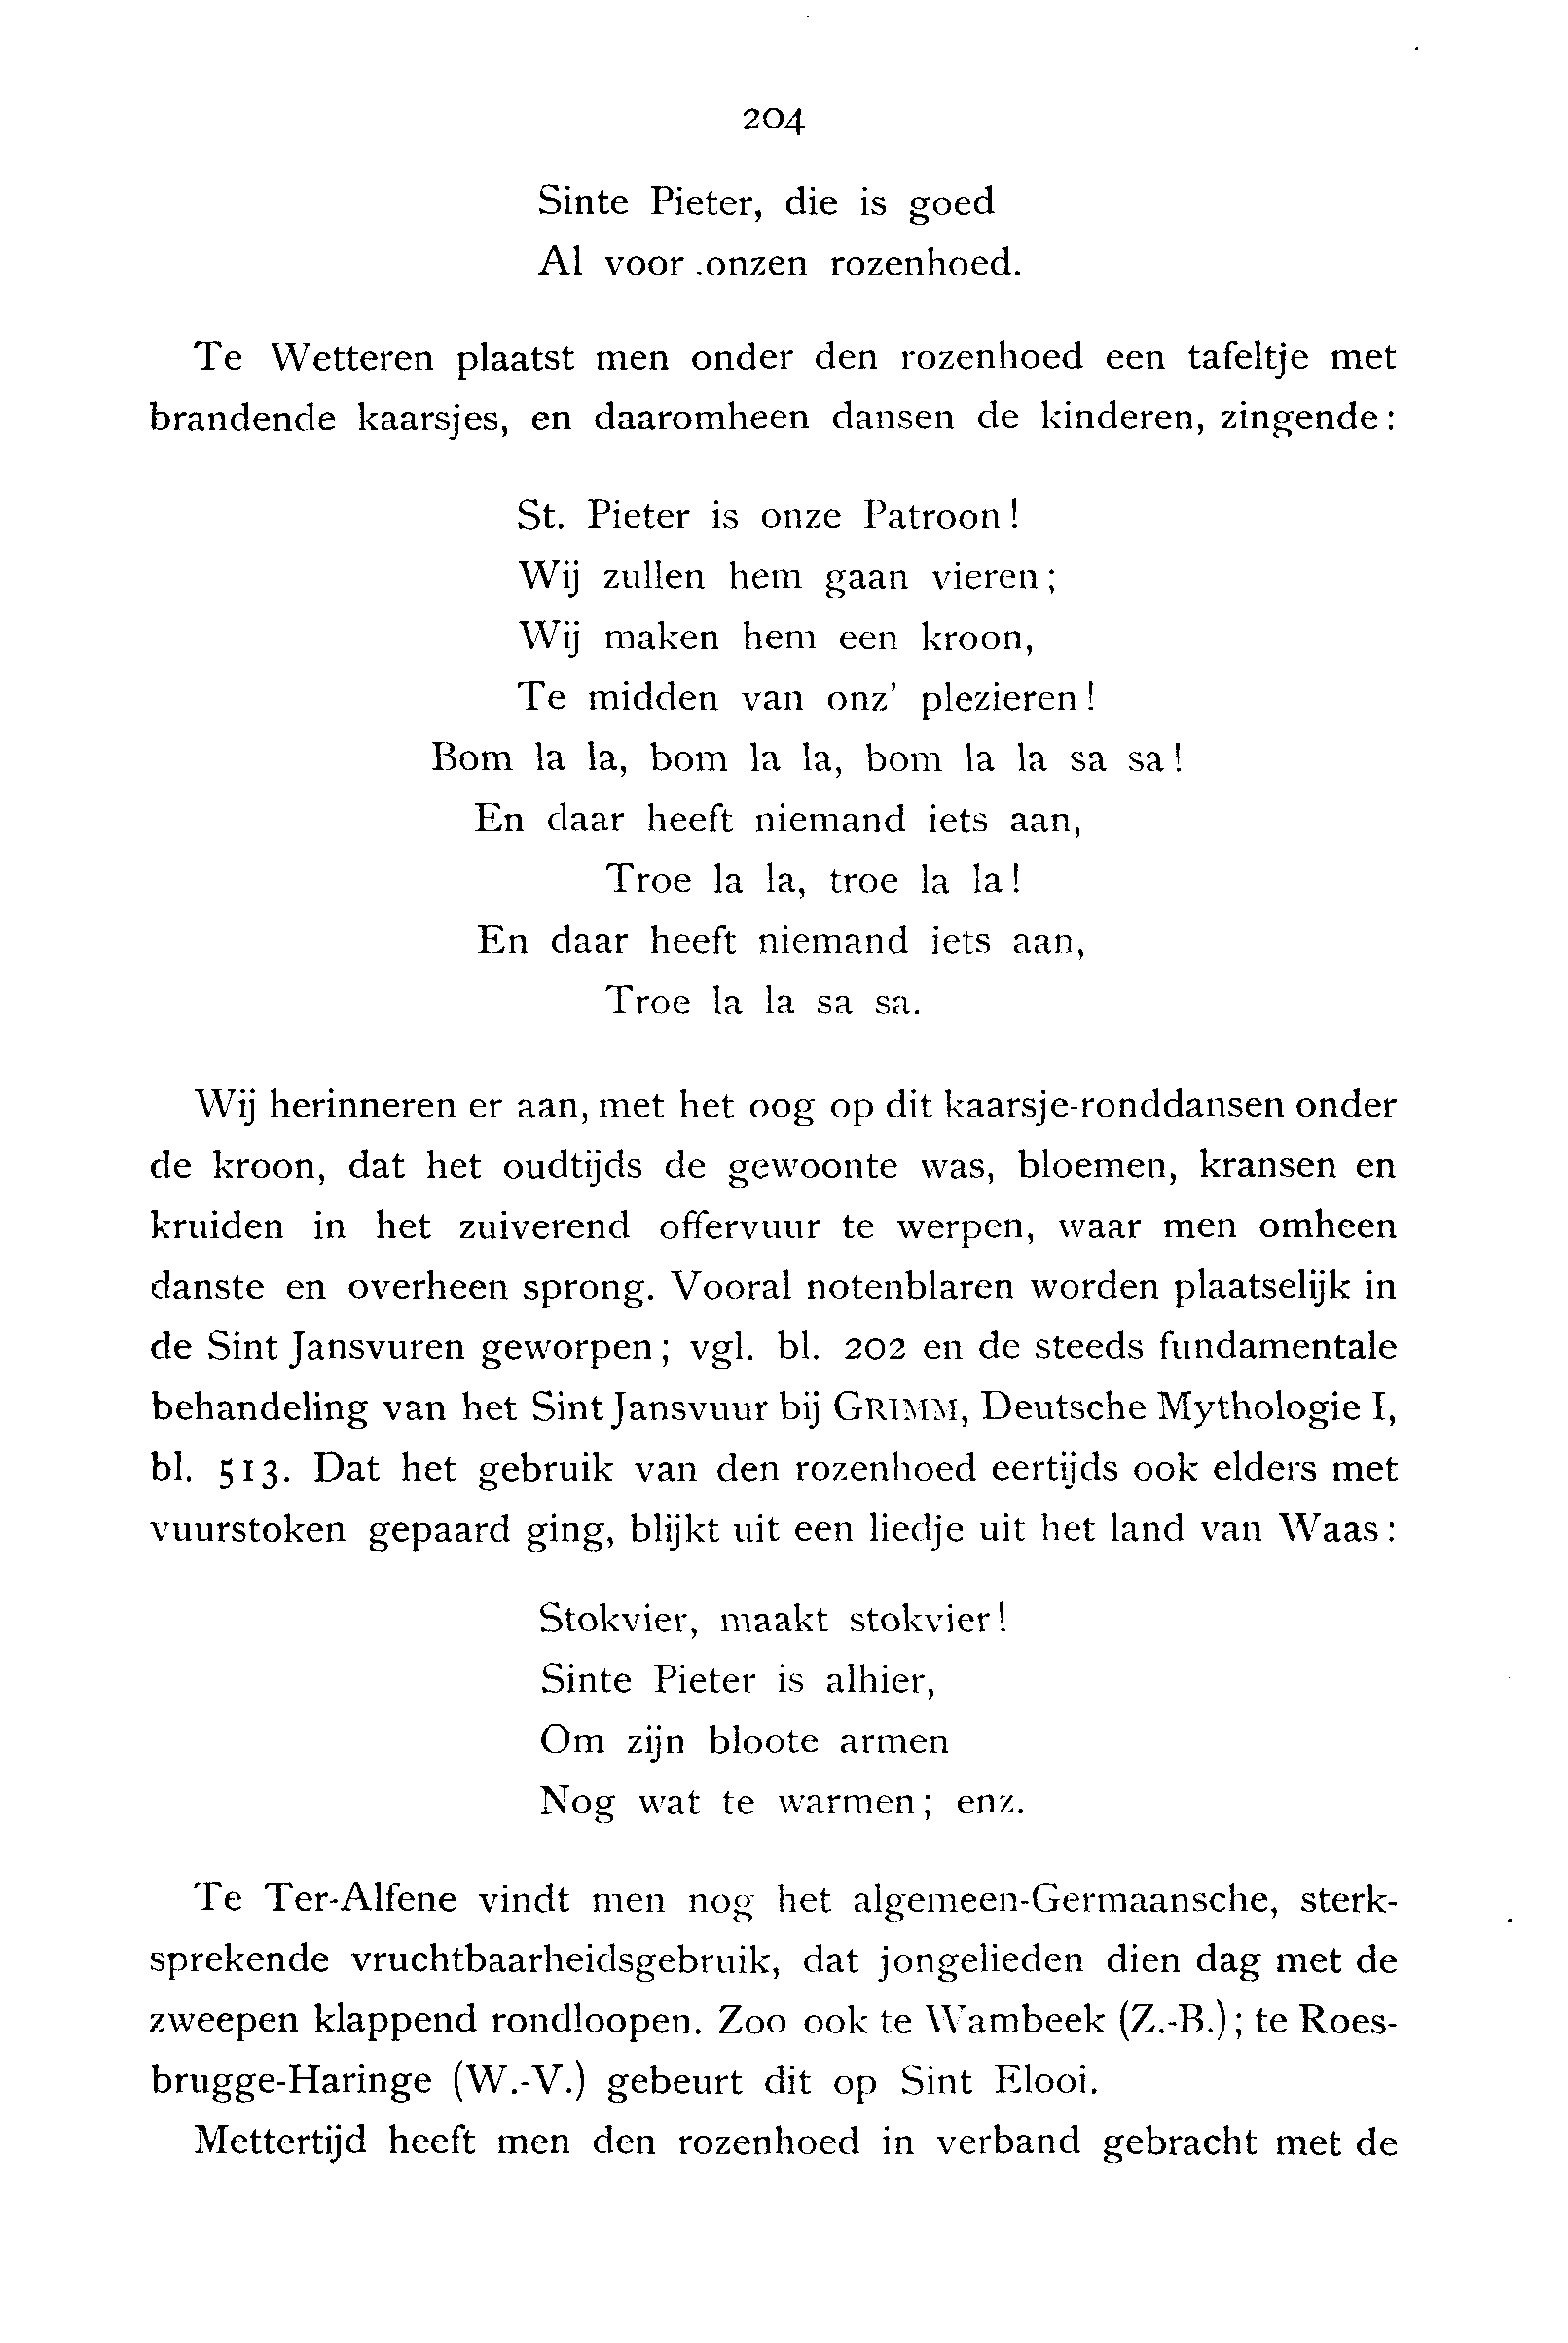 204
Sinte Pieter, die is goed
Al voor onzen rozenhoed.
Te Wetteren plaatst men onder den rozenhoed een tafeltje met
brandende kaarsjes, en daaromheen dansen de kinderen, zingende:
St. Pieter is onze Patroon!
Wij zullen hem gaan vieren;
Wij maken hem een kroon,
Te midden van onz' plezieren!
Bom la la, bom la la, bom la la sa sa!
En daar heeft niemand iets aan,
Troe la la, troe la la!
En daar heeft niemand iets aan,
Troe la la sa sa.
Wij herinneren er aan, met het oog op dit kaarsje-ronddansen onder
de kroon, dat het oudtijds de gewoonte was, bloemen, kransen en
kruiden in het zuiverend offervuur te werpen, waar men omheen
danste en overheen sprong. Vooral notenblaren worden plaatselijk in
de Sint Jansvuren geworpen; vgl. bl. 202 en de steeds fundamentale
behandeling van het Sint Jansvuur bij GRIMM, Deutsche Mythologie I,
bl. 513. Dat het gebruik van den rozenhoed eertijds ook elders met
vuurstoken gepaard ging, blijkt uit een liedje uit het land van Waas:
Stokvier, maakt stokvier!
Sinte Pieter is alhier,
Om zijn bloote armen
Nog wat te warmen; enz.
Te Ter-Alfene vindt men nog het algemeen-Germaansche, sterk-
sprekende vruchtbaarheidsgebruik, dat jongelieden dien dag met de
zweepen klappend rondloopen. Zoo ook te Wambeek (Z.-B.); te Roes-
brugge-Haringe (W.-V.) gebeurt dit op Sint Elooi.
Mettertijd heeft men den rozenhoed in verband gebracht met de